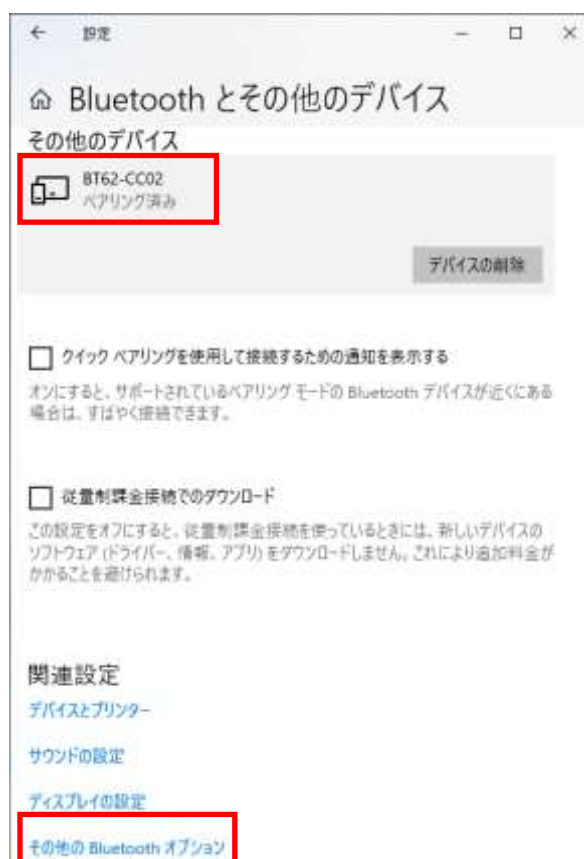 設定
Bluetooth とその他のデバイス
その他のデバイス
BT62-CC02
ペアリング済み
デバイスの削除
クイック ペアリングを使用して接続するための通知を表示する
オンにすると、サポートされているペアリング モードの Bluetooth デバイスが近くにある
場合は、すばやく接続できます。
従量制課金接続でのダウンロード
この設定をオフにすると、従量制課金接続を使っているときには、新しいデバイスの
ソフトウェア (ドライバー、情報、アプリ) をダウンロードしません。これにより追加料金が
かかることを避けられます。
関連設定
デバイスとプリンター
サウンドの設定
ディスプレイの設定
その他の Bluetooth オプション